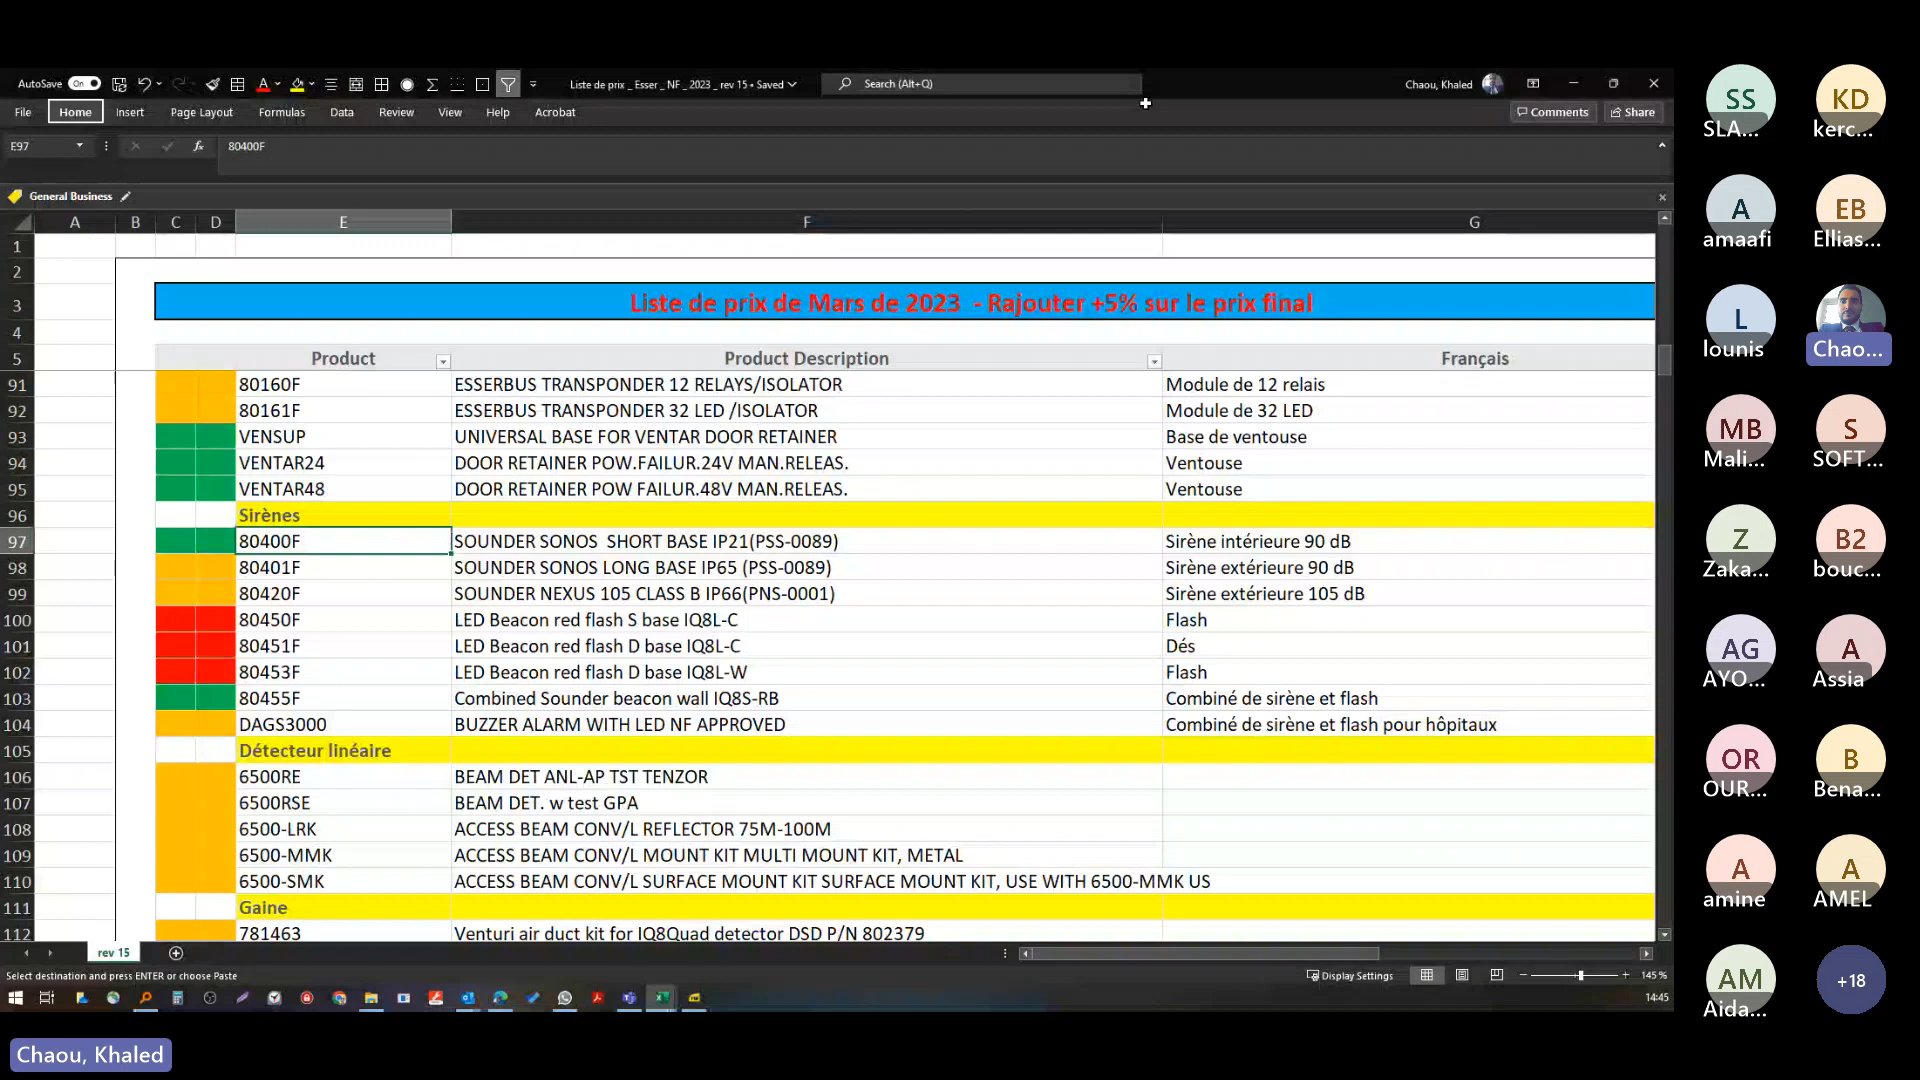 AutoSave On Liste de prix _ Esser _ NF _ 2023 _ rev 15 • Saved Search (Alt+Q) Chaou, Khaled
File Home Insert Page Layout Formulas Data Review View Help Acrobat Comments Share
E97 fx 80400F
General Business
A B C D E F G
1
2
3 Liste de prix de Mars de 2023 - Rajouter +5% sur le prix final
4
5 Product Product Description Français
91 80160F ESSERBUS TRANSPONDER 12 RELAYS/ISOLATOR Module de 12 relais
92 80161F ESSERBUS TRANSPONDER 32 LED /ISOLATOR Module de 32 LED
93 VENSUP UNIVERSAL BASE FOR VENTAR DOOR RETAINER Base de ventouse
94 VENTAR24 DOOR RETAINER POW.FAILUR.24V MAN.RELEAS. Ventouse
95 VENTAR48 DOOR RETAINER POW FAILUR.48V MAN.RELEAS. Ventouse
96 Sirènes
97 80400F SOUNDER SONOS SHORT BASE IP21(PSS-0089) Sirène intérieure 90 dB
98 80401F SOUNDER SONOS LONG BASE IP65 (PSS-0089) Sirène extérieure 90 dB
99 80420F SOUNDER NEXUS 105 CLASS B IP66(PNS-0001) Sirène extérieure 105 dB
100 80450F LED Beacon red flash S base IQ8L-C Flash
101 80451F LED Beacon red flash D base IQ8L-C Dés
102 80453F LED Beacon red flash D base IQ8L-W Flash
103 80455F Combined Sounder beacon wall IQ8S-RB Combiné de sirène et flash
104 DAGS3000 BUZZER ALARM WITH LED NF APPROVED Combiné de sirène et flash pour hôpitaux
105 Détecteur linéaire
106 6500RE BEAM DET ANL-AP TST TENZOR
107 6500RSE BEAM DET. w test GPA
108 6500-LRK ACCESS BEAM CONV/L REFLECTOR 75M-100M
109 6500-MMK ACCESS BEAM CONV/L MOUNT KIT MULTI MOUNT KIT, METAL
110 6500-SMK ACCESS BEAM CONV/L SURFACE MOUNT KIT SURFACE MOUNT KIT, USE WITH 6500-MMK US
111 Gaine
112 781463 Venturi air duct kit for IQ8Quad detector DSD P/N 802379
rev 15
Select destination and press ENTER or choose Paste Display Settings 145 %
14:45
Chaou, Khaled
SS KD
SLA... kerc...
A EB
amaafi Ellias...
L
lounis Chao...
MB S
Mali... SOFT...
Z B2
Zaka... bouc...
AG A
AYO... Assia
OR B
OUR... Bena...
A A
amine AMEL
AM +18
Aida...